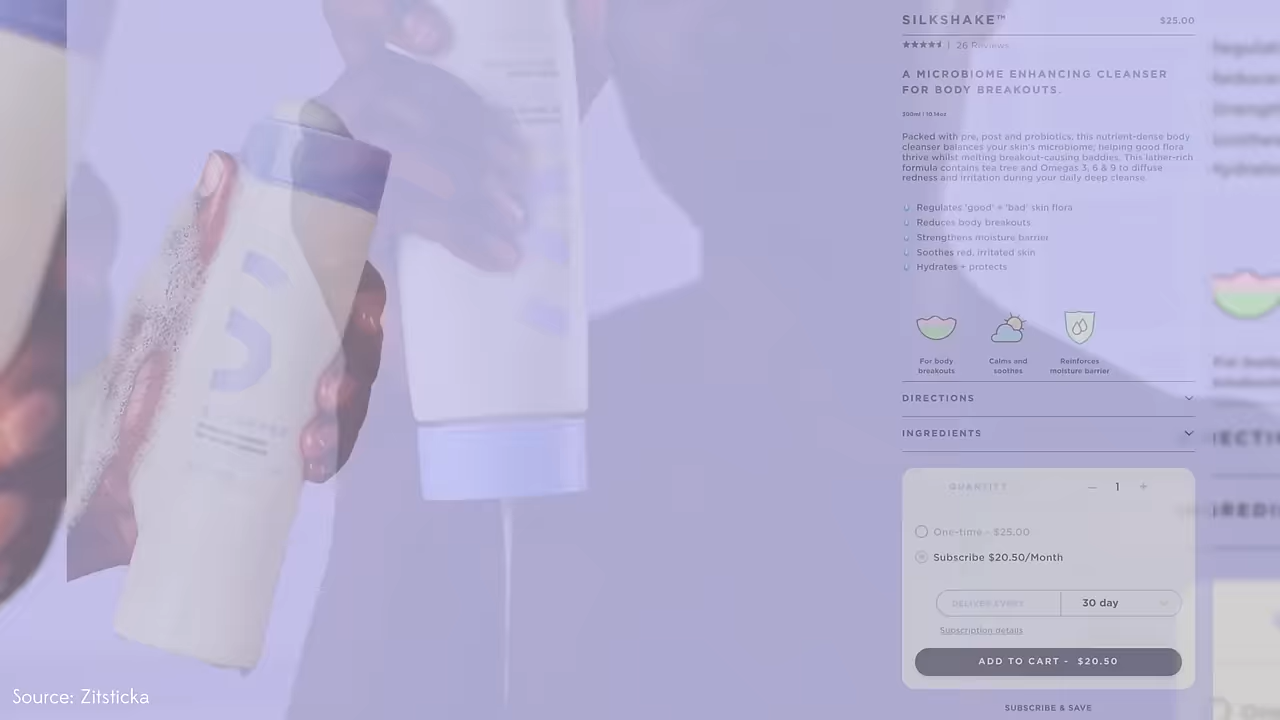 SILKSHAKE™
$25.00
26 Reviews
A MICROBIOME ENHANCING CLEANSER
FOR BODY BREAKOUTS.
300ml / 10.14oz
Packed with pre, post and probiotics, this nutrient-dense body
cleanser balances your skin's microbiome; helping good flora
thrive whilst melting breakout-causing baddies. This lather-rich
formula contains tea tree and Omegas 3, 6 & 9 to diffuse
redness and irritation during your daily deep cleanse.
Regulates 'good' + 'bad' skin flora
Reduces body breakouts
Strengthens moisture barrier
Soothes red, irritated skin
Hydrates + protects
For body
breakouts
Calms and
soothes
Reinforces
moisture barrier
DIRECTIONS
INGREDIENTS
QUANTITY
— 1 +
One-time - $25.00
Subscribe $20.50/Month
DELIVER EVERY
30 day
Subscription details
ADD TO CART - $20.50
SUBSCRIBE & SAVE
Source: Zitsticka